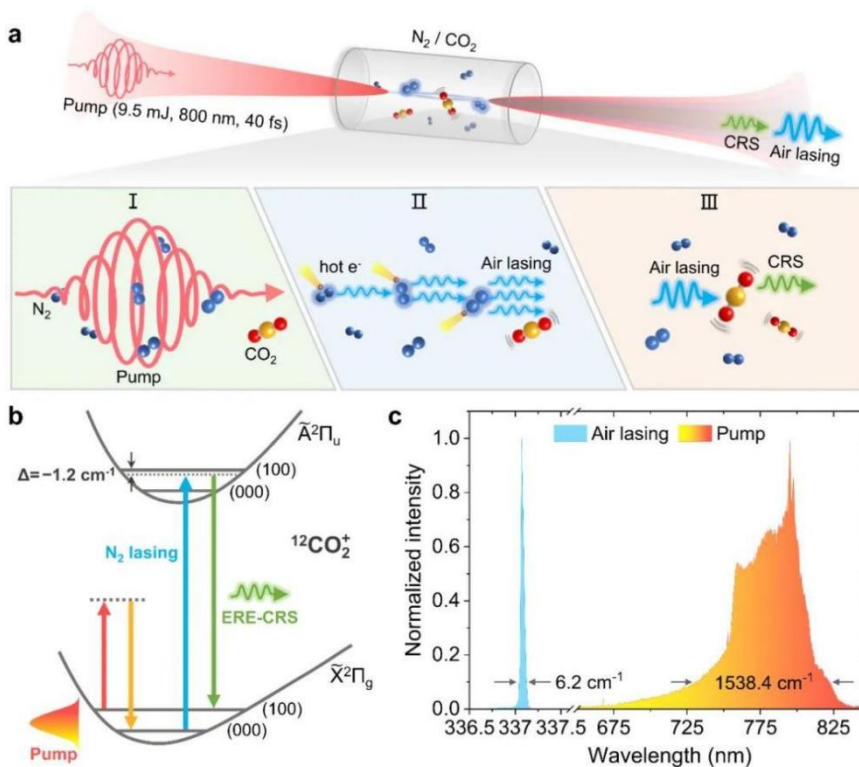 a
N₂ / CO₂
Pump (9.5 mJ, 800 nm, 40 fs)
CRS
Air lasing
I
N₂
Pump
CO₂
II
hot e⁻
Air lasing
III
Air lasing
CRS
b
Ã²Πᵤ
Δ=−1.2 cm⁻¹
(100)
(000)
¹²CO₂⁺
N₂ lasing
ERE-CRS
X̃²Π_g
(100)
(000)
Pump
c
Air lasing
Pump
Normalized intensity
1.0
0.8
0.6
0.4
0.2
0.0
6.2 cm⁻¹
1538.4 cm⁻¹
336.5
337
337.5
675
725
775
825
Wavelength (nm)